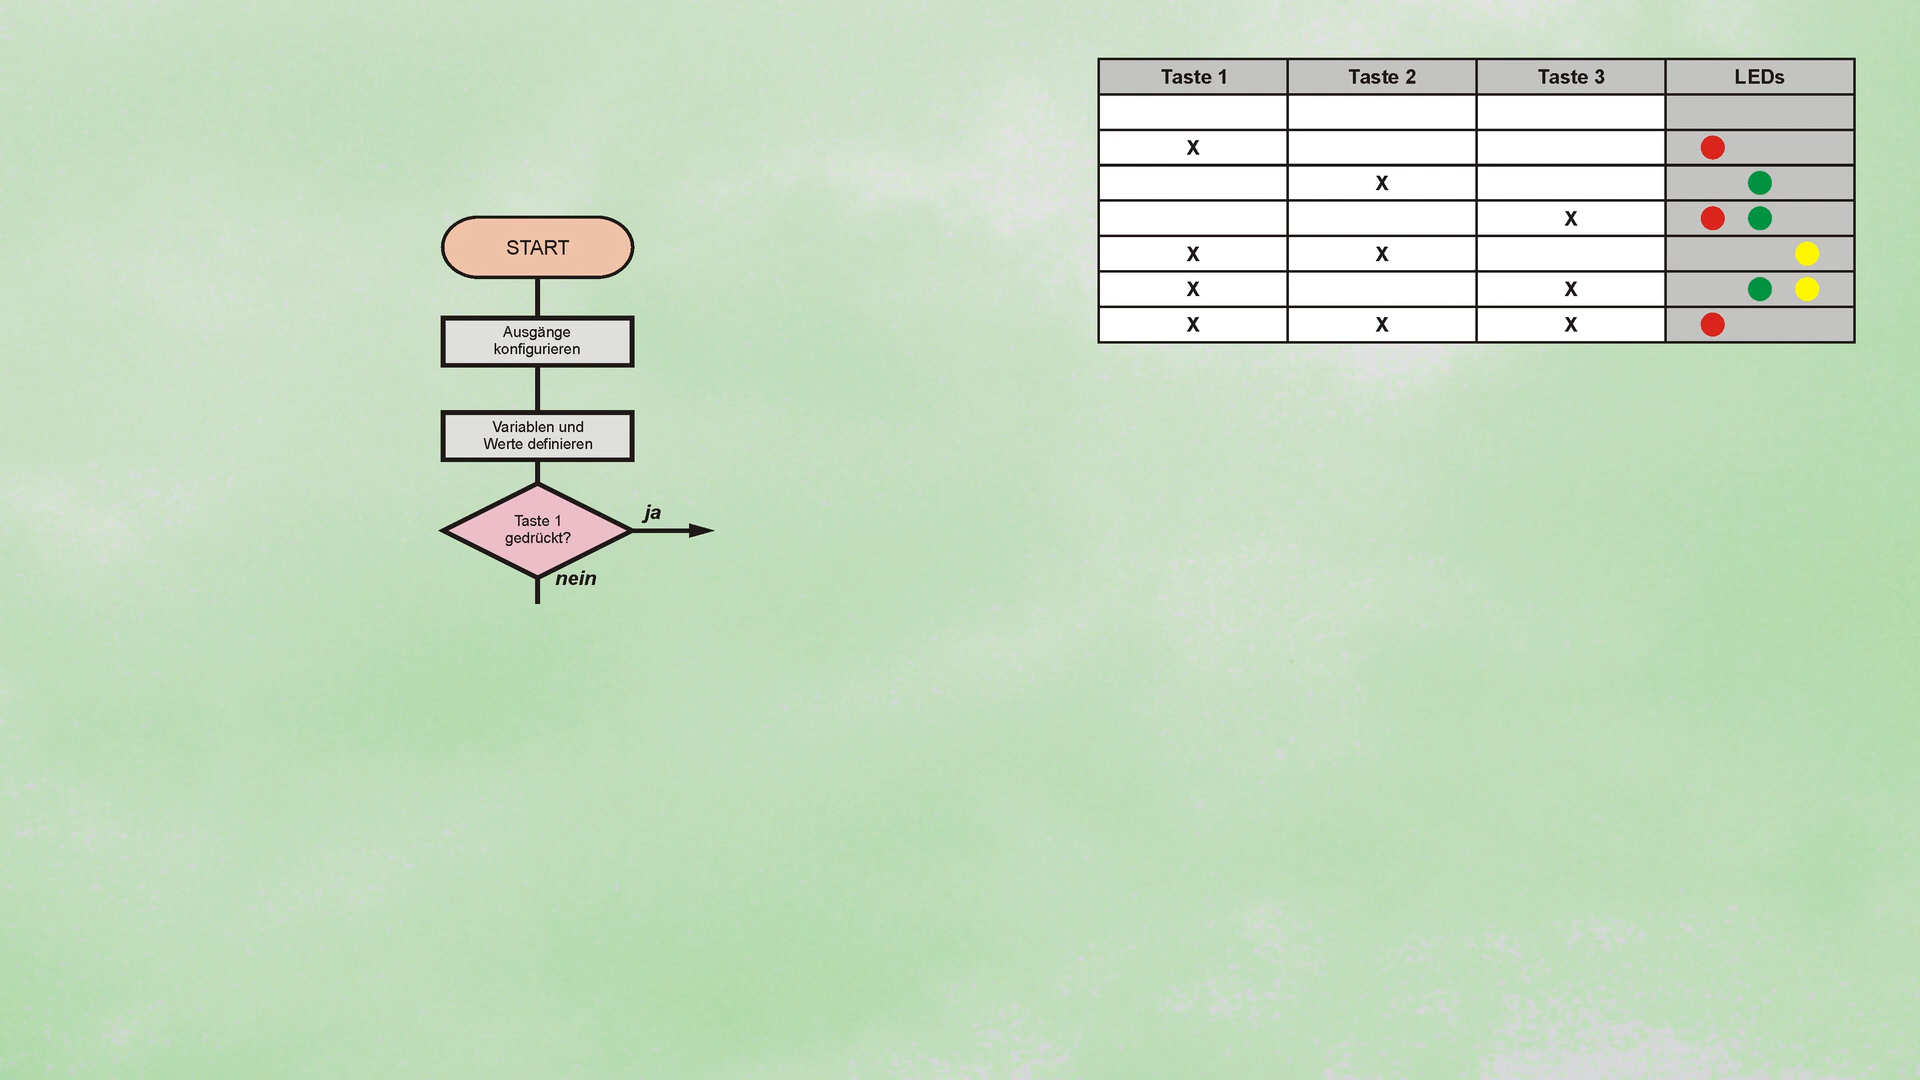 START
Ausgänge
konfigurieren
Variablen und
Werte definieren
Taste 1
gedrückt?
ja
nein
Taste 1 Taste 2 Taste 3 LEDs
X
X
X
X X
X X
X X X